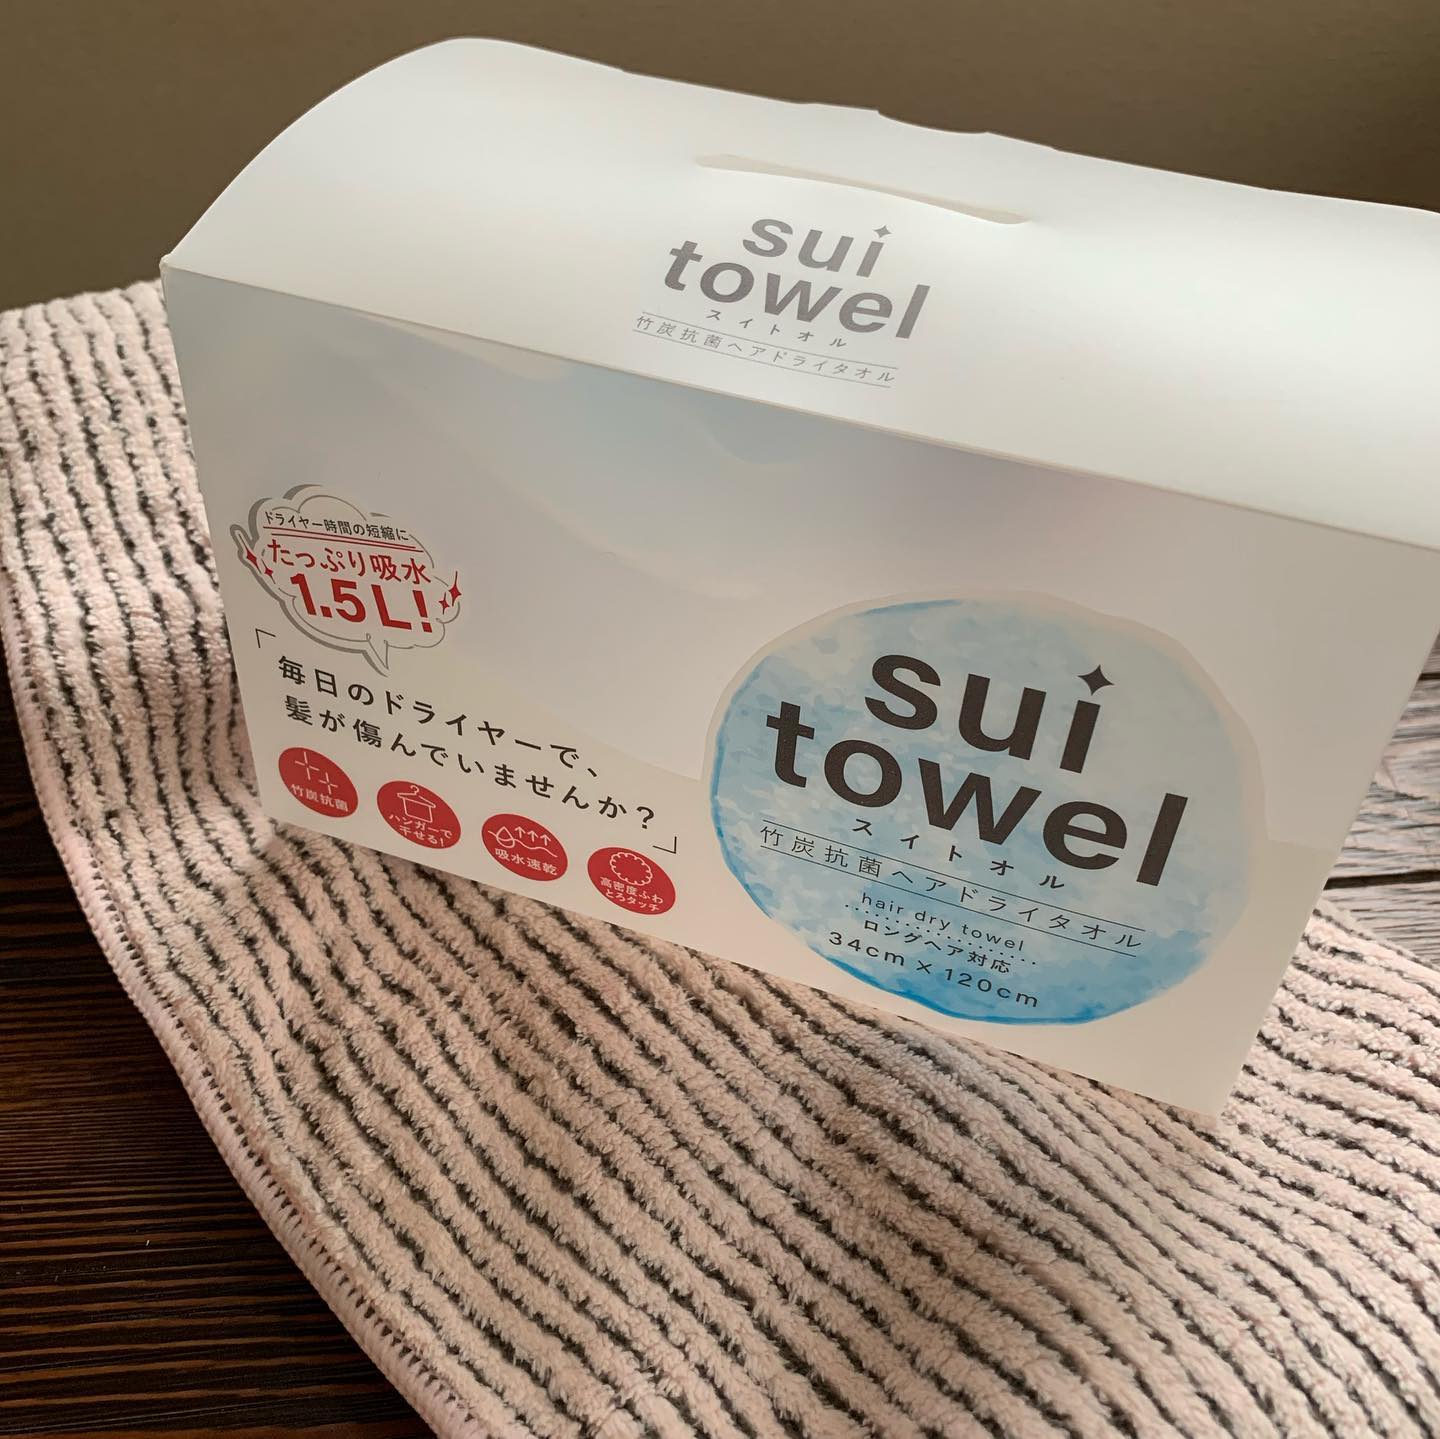 sui
towel
スイトオル
竹炭抗菌ヘアドライタオル
ドライヤー時間の短縮に
たっぷり吸水
1.5L!
「毎日のドライヤーで、
髪が傷んでいませんか?」
竹炭抗菌
ハンガーで
干せる!
吸水速乾
高密度ふわ
とろタッチ
sui
towel
スイトオル
竹炭抗菌ヘアドライタオル
hair dry towel
ロングヘア対応
34cm×120cm